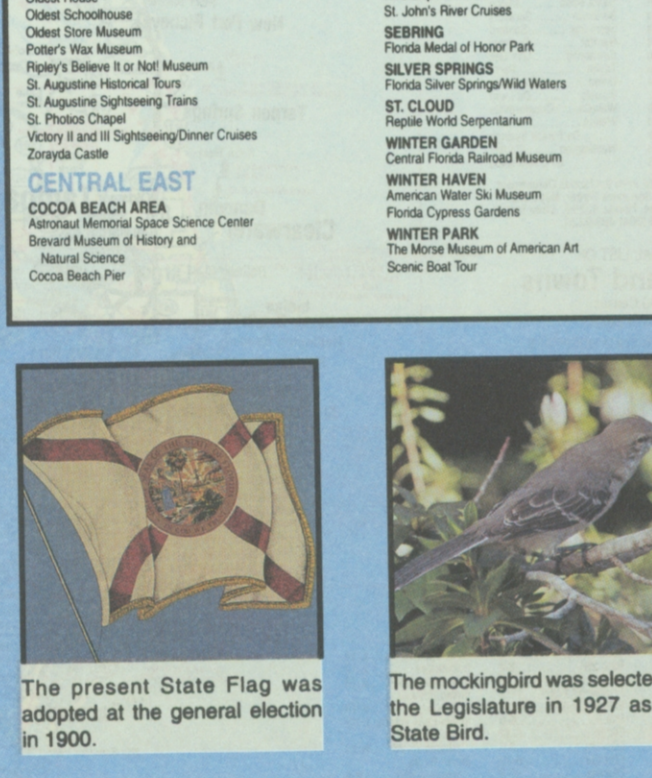 Oldest Schoolhouse
Oldest Store Museum
Potter's Wax Museum
Ripley's Believe It or Not! Museum
St. Augustine Historical Tours
St. Augustine Sightseeing Trains
St. Photios Chapel
Victory II and III Sightseeing/Dinner Cruises
Zorayda Castle
CENTRAL EAST
COCOA BEACH AREA
Astronaut Memorial Space Science Center
Brevard Museum of History and
Natural Science
Cocoa Beach Pier
St. John's River Cruises
SEBRING
Florida Medal of Honor Park
SILVER SPRINGS
Florida Silver Springs/Wild Waters
ST. CLOUD
Reptile World Serpentarium
WINTER GARDEN
Central Florida Railroad Museum
WINTER HAVEN
American Water Ski Museum
Florida Cypress Gardens
WINTER PARK
The Morse Museum of American Art
Scenic Boat Tour
The present State Flag was
adopted at the general election
in 1900.
The mockingbird was selecte
the Legislature in 1927 as
State Bird.